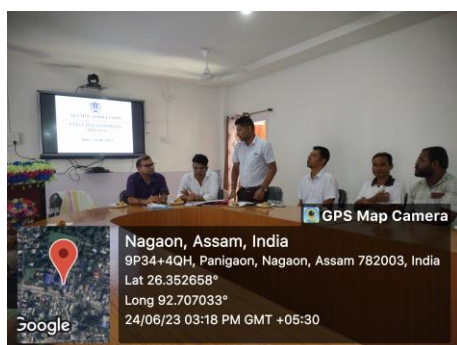 GPS Map Camera
Nagaon, Assam, India
9P34+4QH, Panigaon, Nagaon, Assam 782003, India
Lat 26.352658°
Long 92.707033°
24/06/23 03:18 PM GMT +05:30
Google